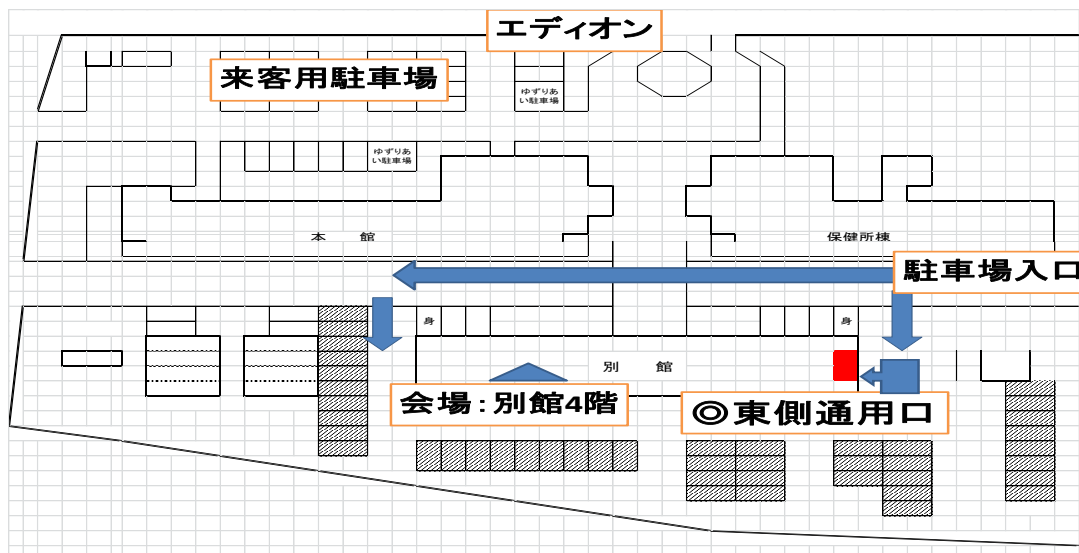 エディオン
来客用駐車場
ゆずりあ
い駐車場
ゆずりあ
い駐車場
本 館
保健所棟
駐車場入口
身
身
別 館
会場：別館4階
◎東側通用口